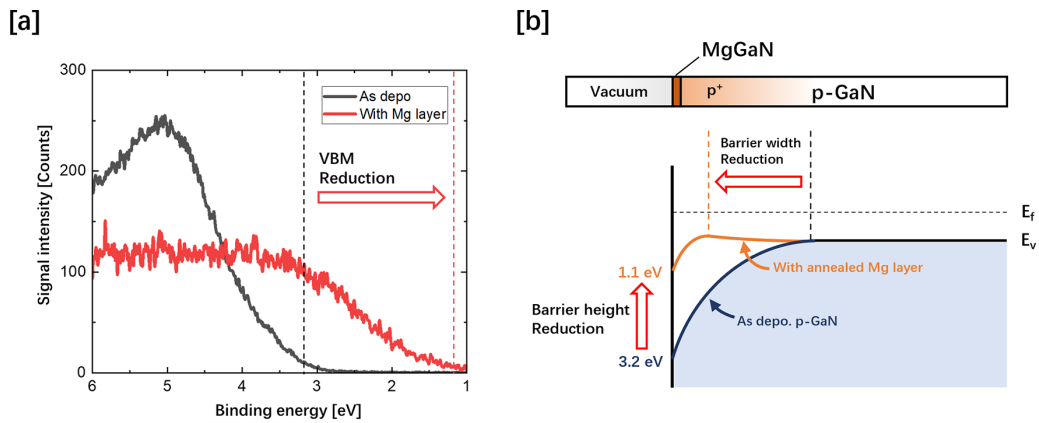 [a]
300
200
100
0
6
5
4
3
2
1
Signal intensity [Counts]
Binding energy [eV]
As depo
With Mg layer
VBM
Reduction
[b]
MgGaN
Vacuum
p⁺
p-GaN
Barrier width
Reduction
E_f
E_v
With annealed Mg layer
1.1 eV
Barrier height
Reduction
As depo. p-GaN
3.2 eV